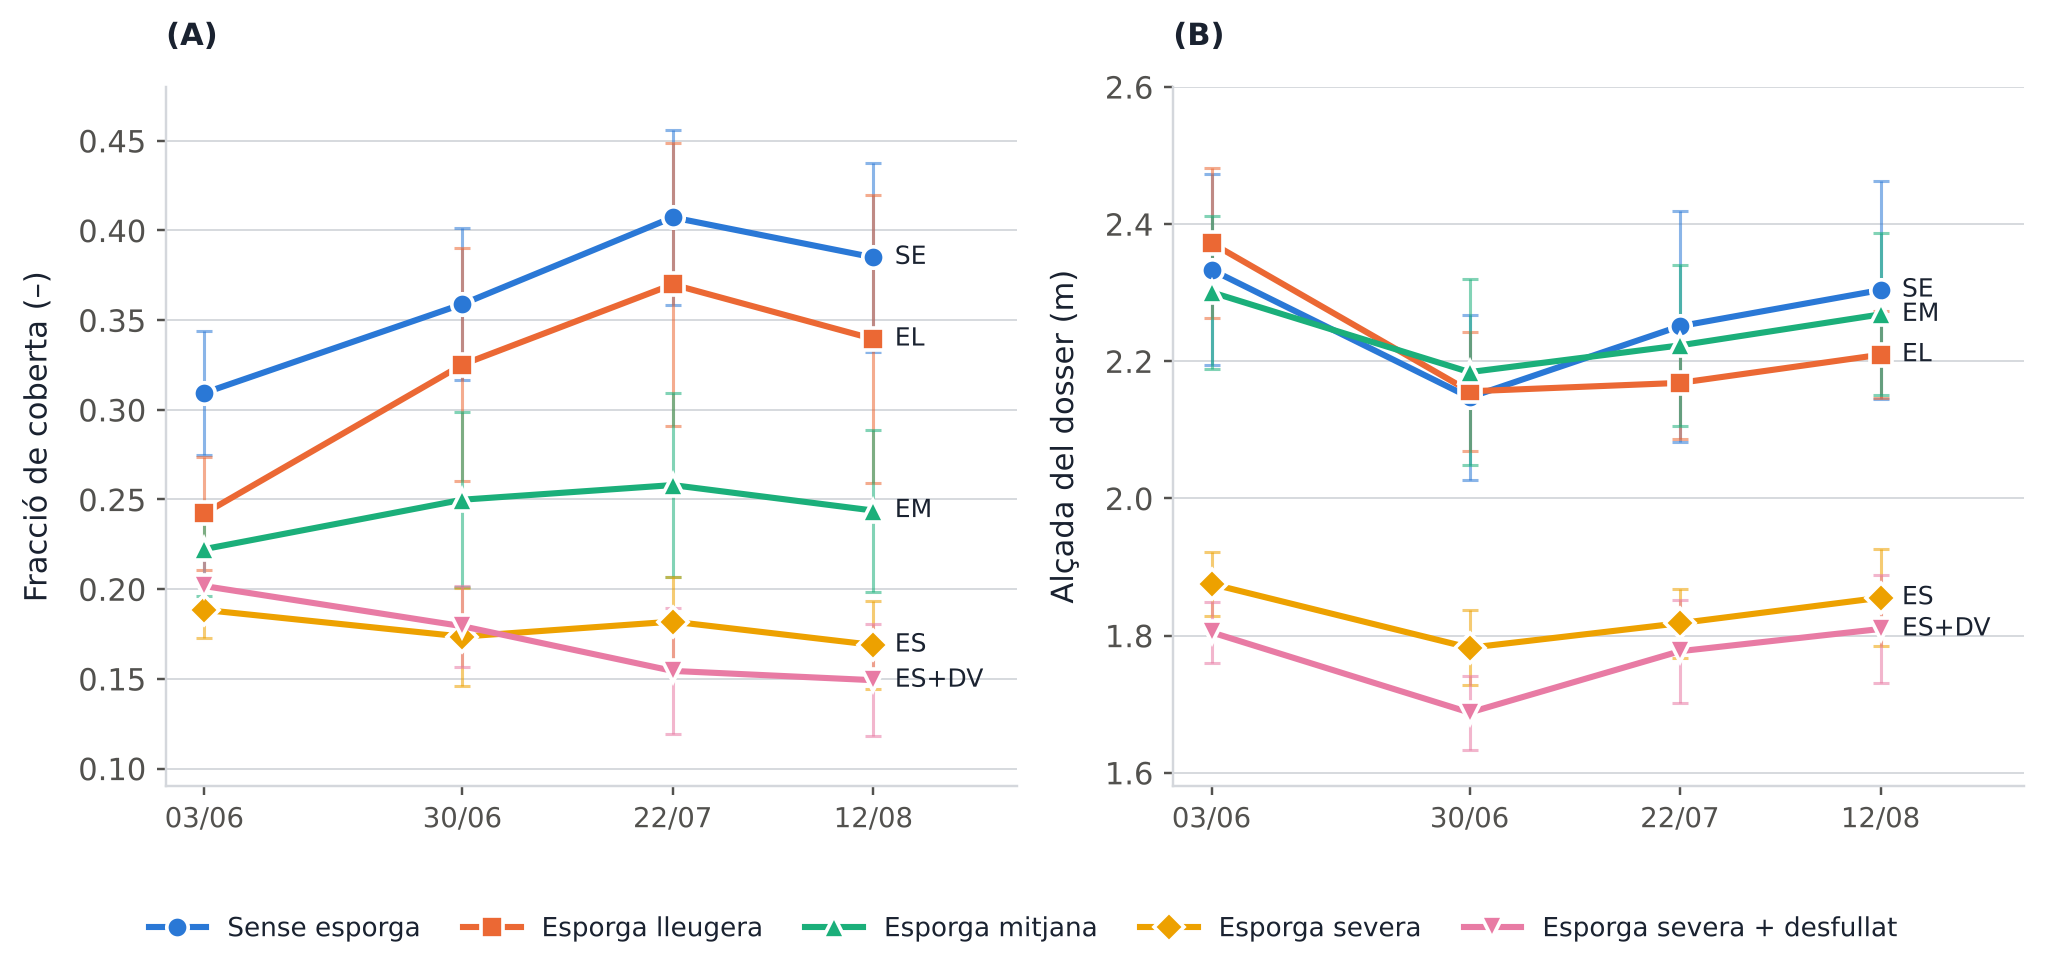 (A)
Fracció de coberta (–)
0.45
0.40
0.35
0.30
0.25
0.20
0.15
0.10
03/06 30/06 22/07 12/08
SE
EL
EM
ES
ES+DV
(B)
Alçada del dosser (m)
2.6
2.4
2.2
2.0
1.8
1.6
03/06 30/06 22/07 12/08
SE
EM
EL
ES
ES+DV
Sense esporga Esporga lleugera Esporga mitjana Esporga severa Esporga severa + desfullat